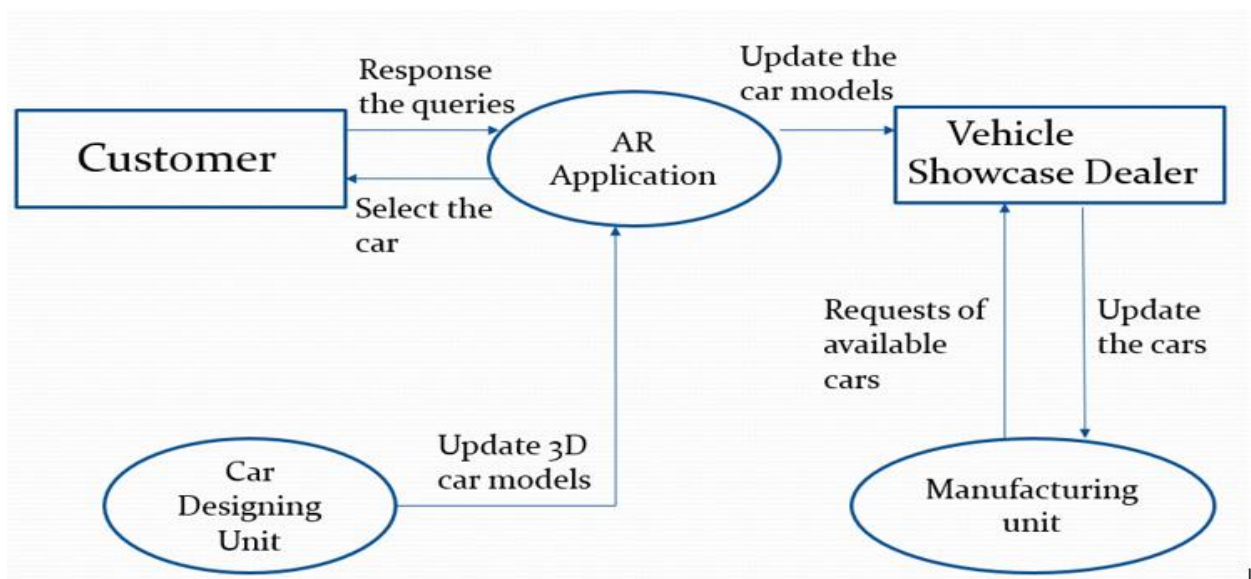 Response
the queries
Update the
car models
Customer
AR
Application
Vehicle
Showcase Dealer
Select the
car
Requests of
available
cars
Update
the cars
Update 3D
car models
Car
Designing
Unit
Manufacturing
unit